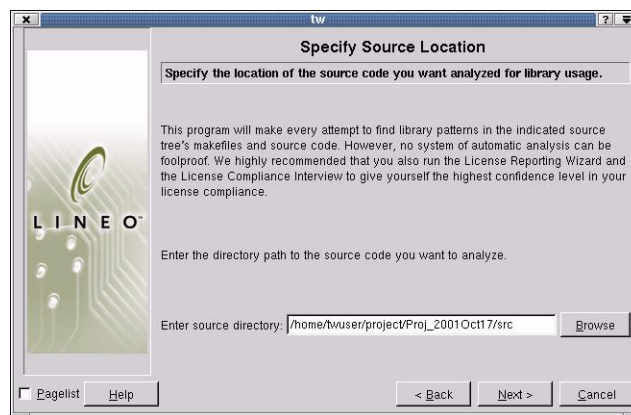 tw
?
Specify Source Location
Specify the location of the source code you want analyzed for library usage.
This program will make every attempt to find library patterns in the indicated source
tree's makefiles and source code. However, no system of automatic analysis can be
foolproof. We highly recommended that you also run the License Reporting Wizard and
the License Compliance Interview to give yourself the highest confidence level in your
license compliance.
LINEO™
Enter the directory path to the source code you want to analyze.
Enter source directory: /home/twuser/project/Proj_2001Oct17/src Browse
Pagelist Help < Back Next > Cancel